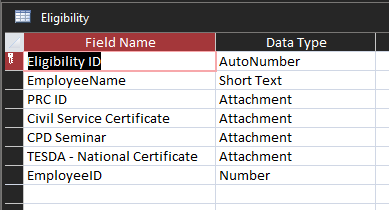 Eligibility
Field Name Data Type
Eligibility ID AutoNumber
EmployeeName Short Text
PRC ID Attachment
Civil Service Certificate Attachment
CPD Seminar Attachment
TESDA - National Certificate Attachment
EmployeeID Number